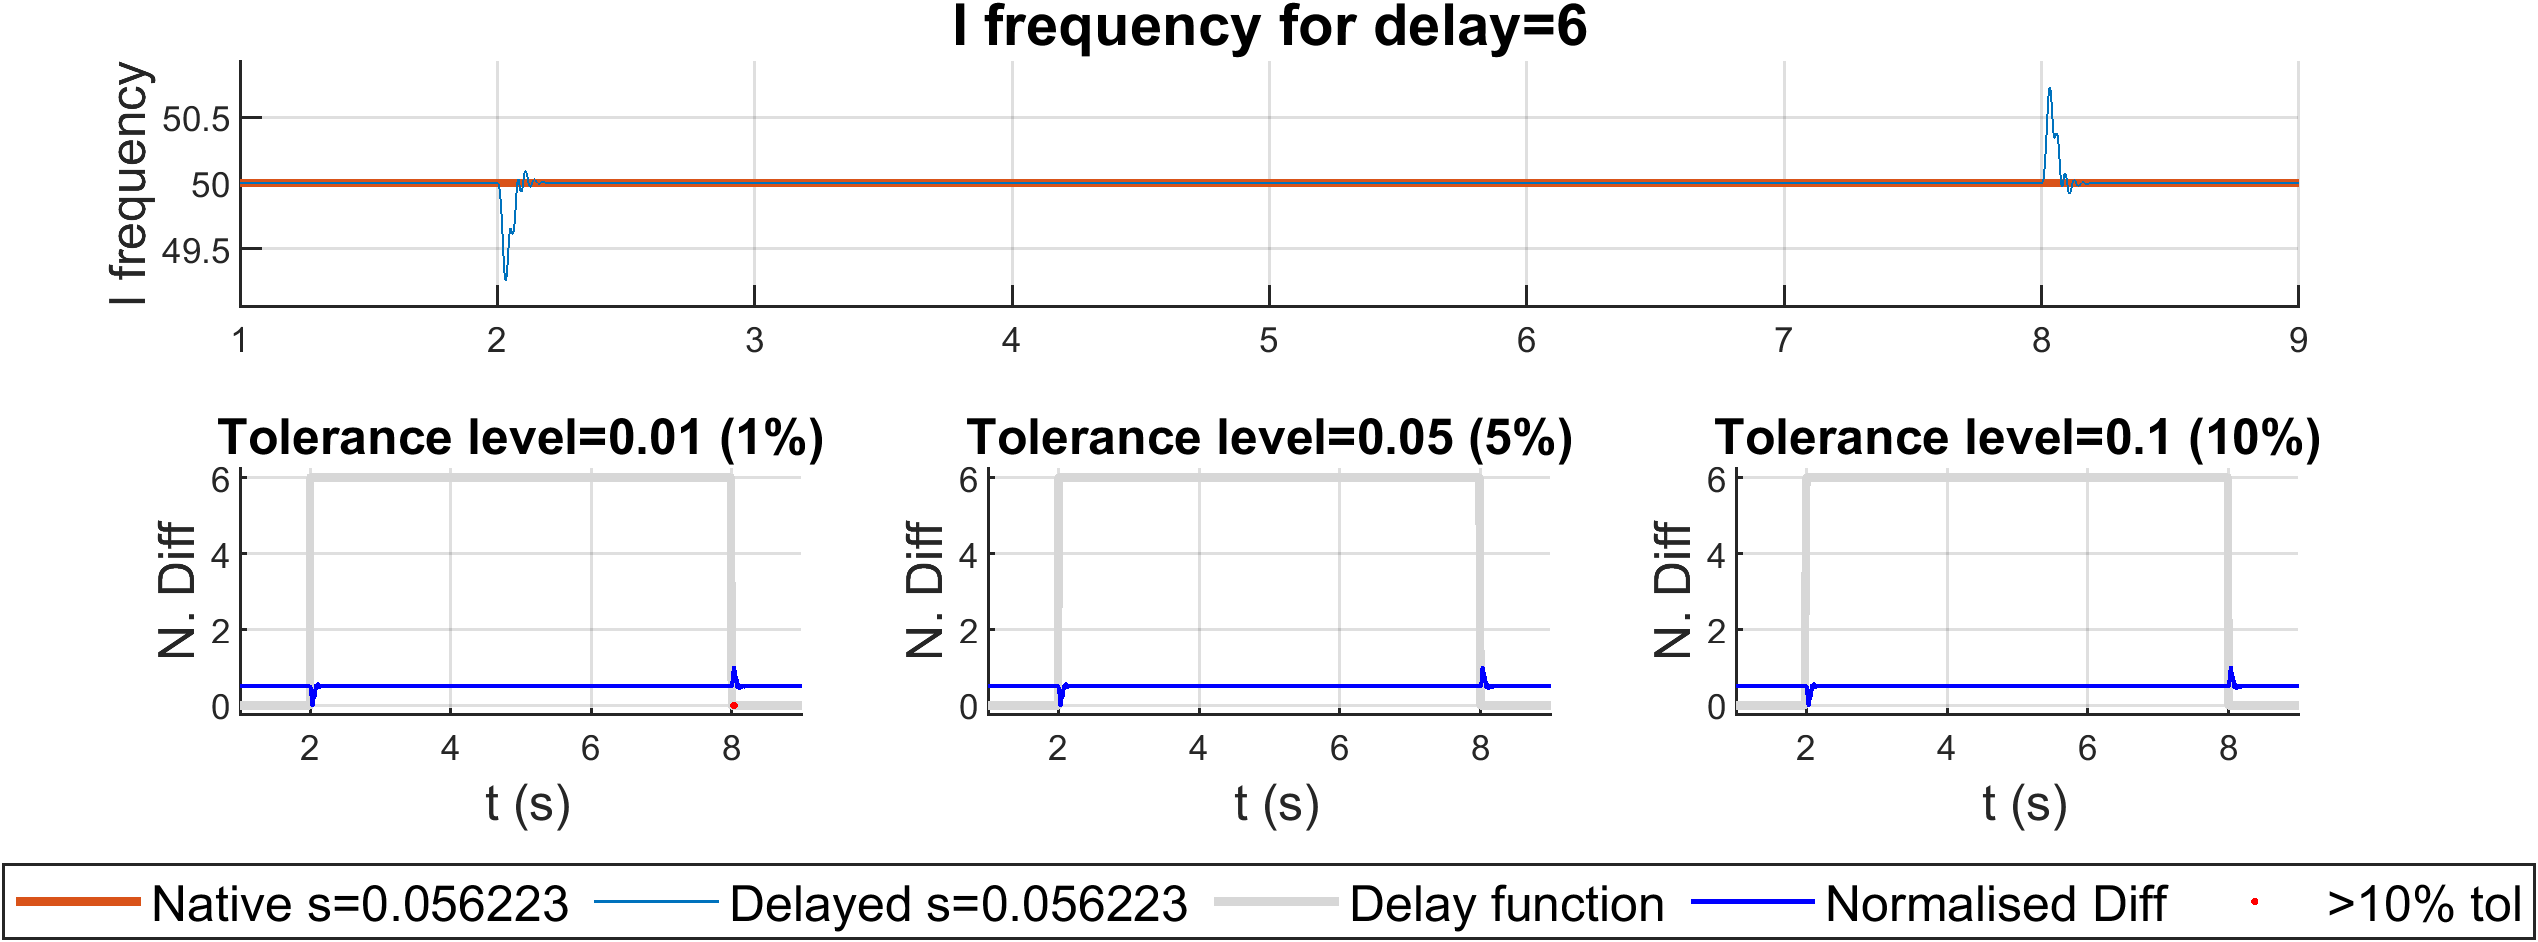 I frequency for delay=6
I frequency
50.5
50
49.5
1 2 3 4 5 6 7 8 9
Tolerance level=0.01 (1%)
N. Diff
6
4
2
0
2 4 6 8
t (s)
Tolerance level=0.05 (5%)
N. Diff
6
4
2
0
2 4 6 8
t (s)
Tolerance level=0.1 (10%)
N. Diff
6
4
2
0
2 4 6 8
t (s)
Native s=0.056223 Delayed s=0.056223 Delay function Normalised Diff >10% tol